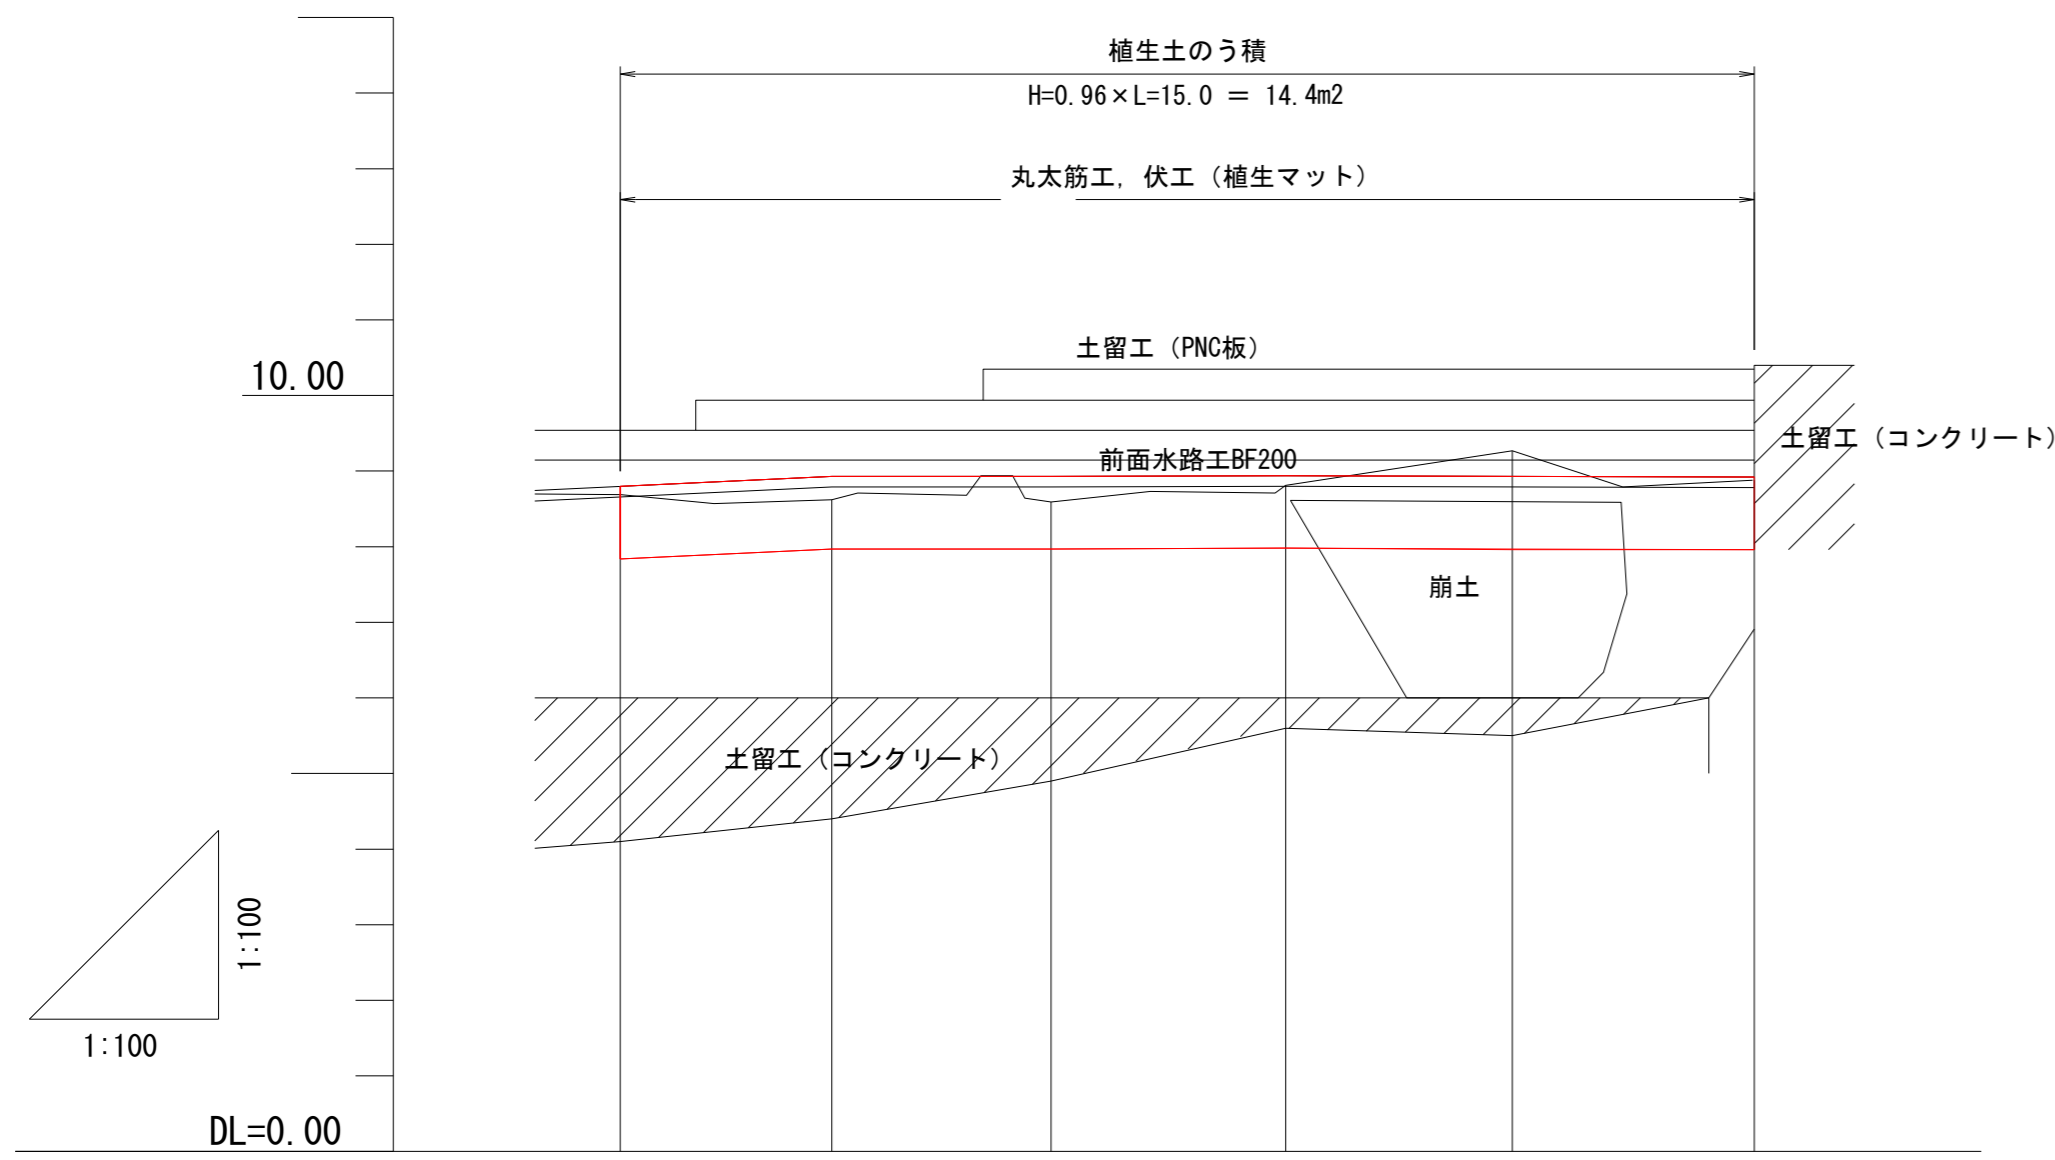 植生土のう積
H=0.96×L=15.0 = 14.4m2
丸太筋工, 伏工（植生マット）
土留工（PNC板）
10.00
土留工（コンクリート）
前面水路工BF200
崩土
土留工（コンクリート）
1:100
1:100
DL=0.00